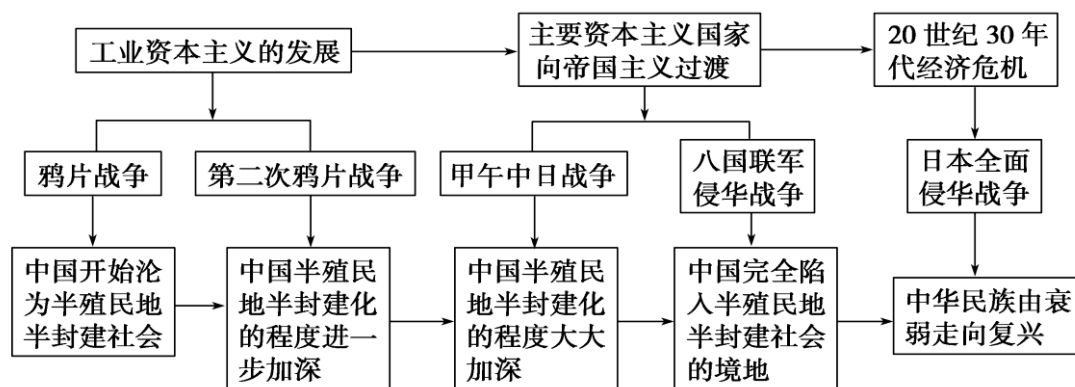 工业资本主义的发展
主要资本主义国家
向帝国主义过渡
20世纪30年
代经济危机
鸦片战争
第二次鸦片战争
甲午中日战争
八国联军
侵华战争
日本全面
侵华战争
中国开始沦
为半殖民地
半封建社会
中国半殖民
地半封建化
的程度进一
步加深
中国半殖民
地半封建化
的程度大大
加深
中国完全陷
入半殖民地
半封建社会
的境地
中华民族由衰
弱走向复兴